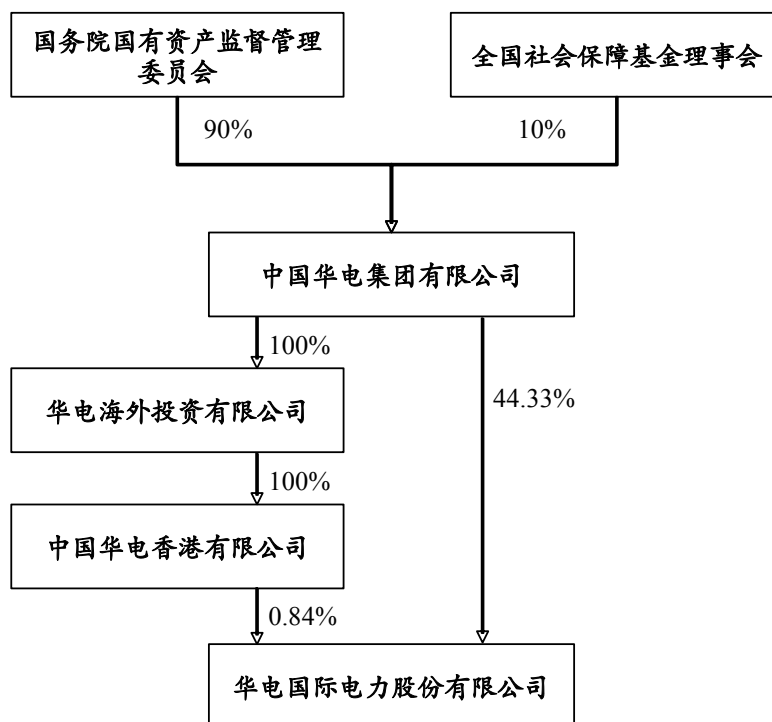 国务院国有资产监督管理
委员会
全国社会保障基金理事会
90%
10%
中国华电集团有限公司
100%
华电海外投资有限公司
44.33%
100%
中国华电香港有限公司
0.84%
华电国际电力股份有限公司